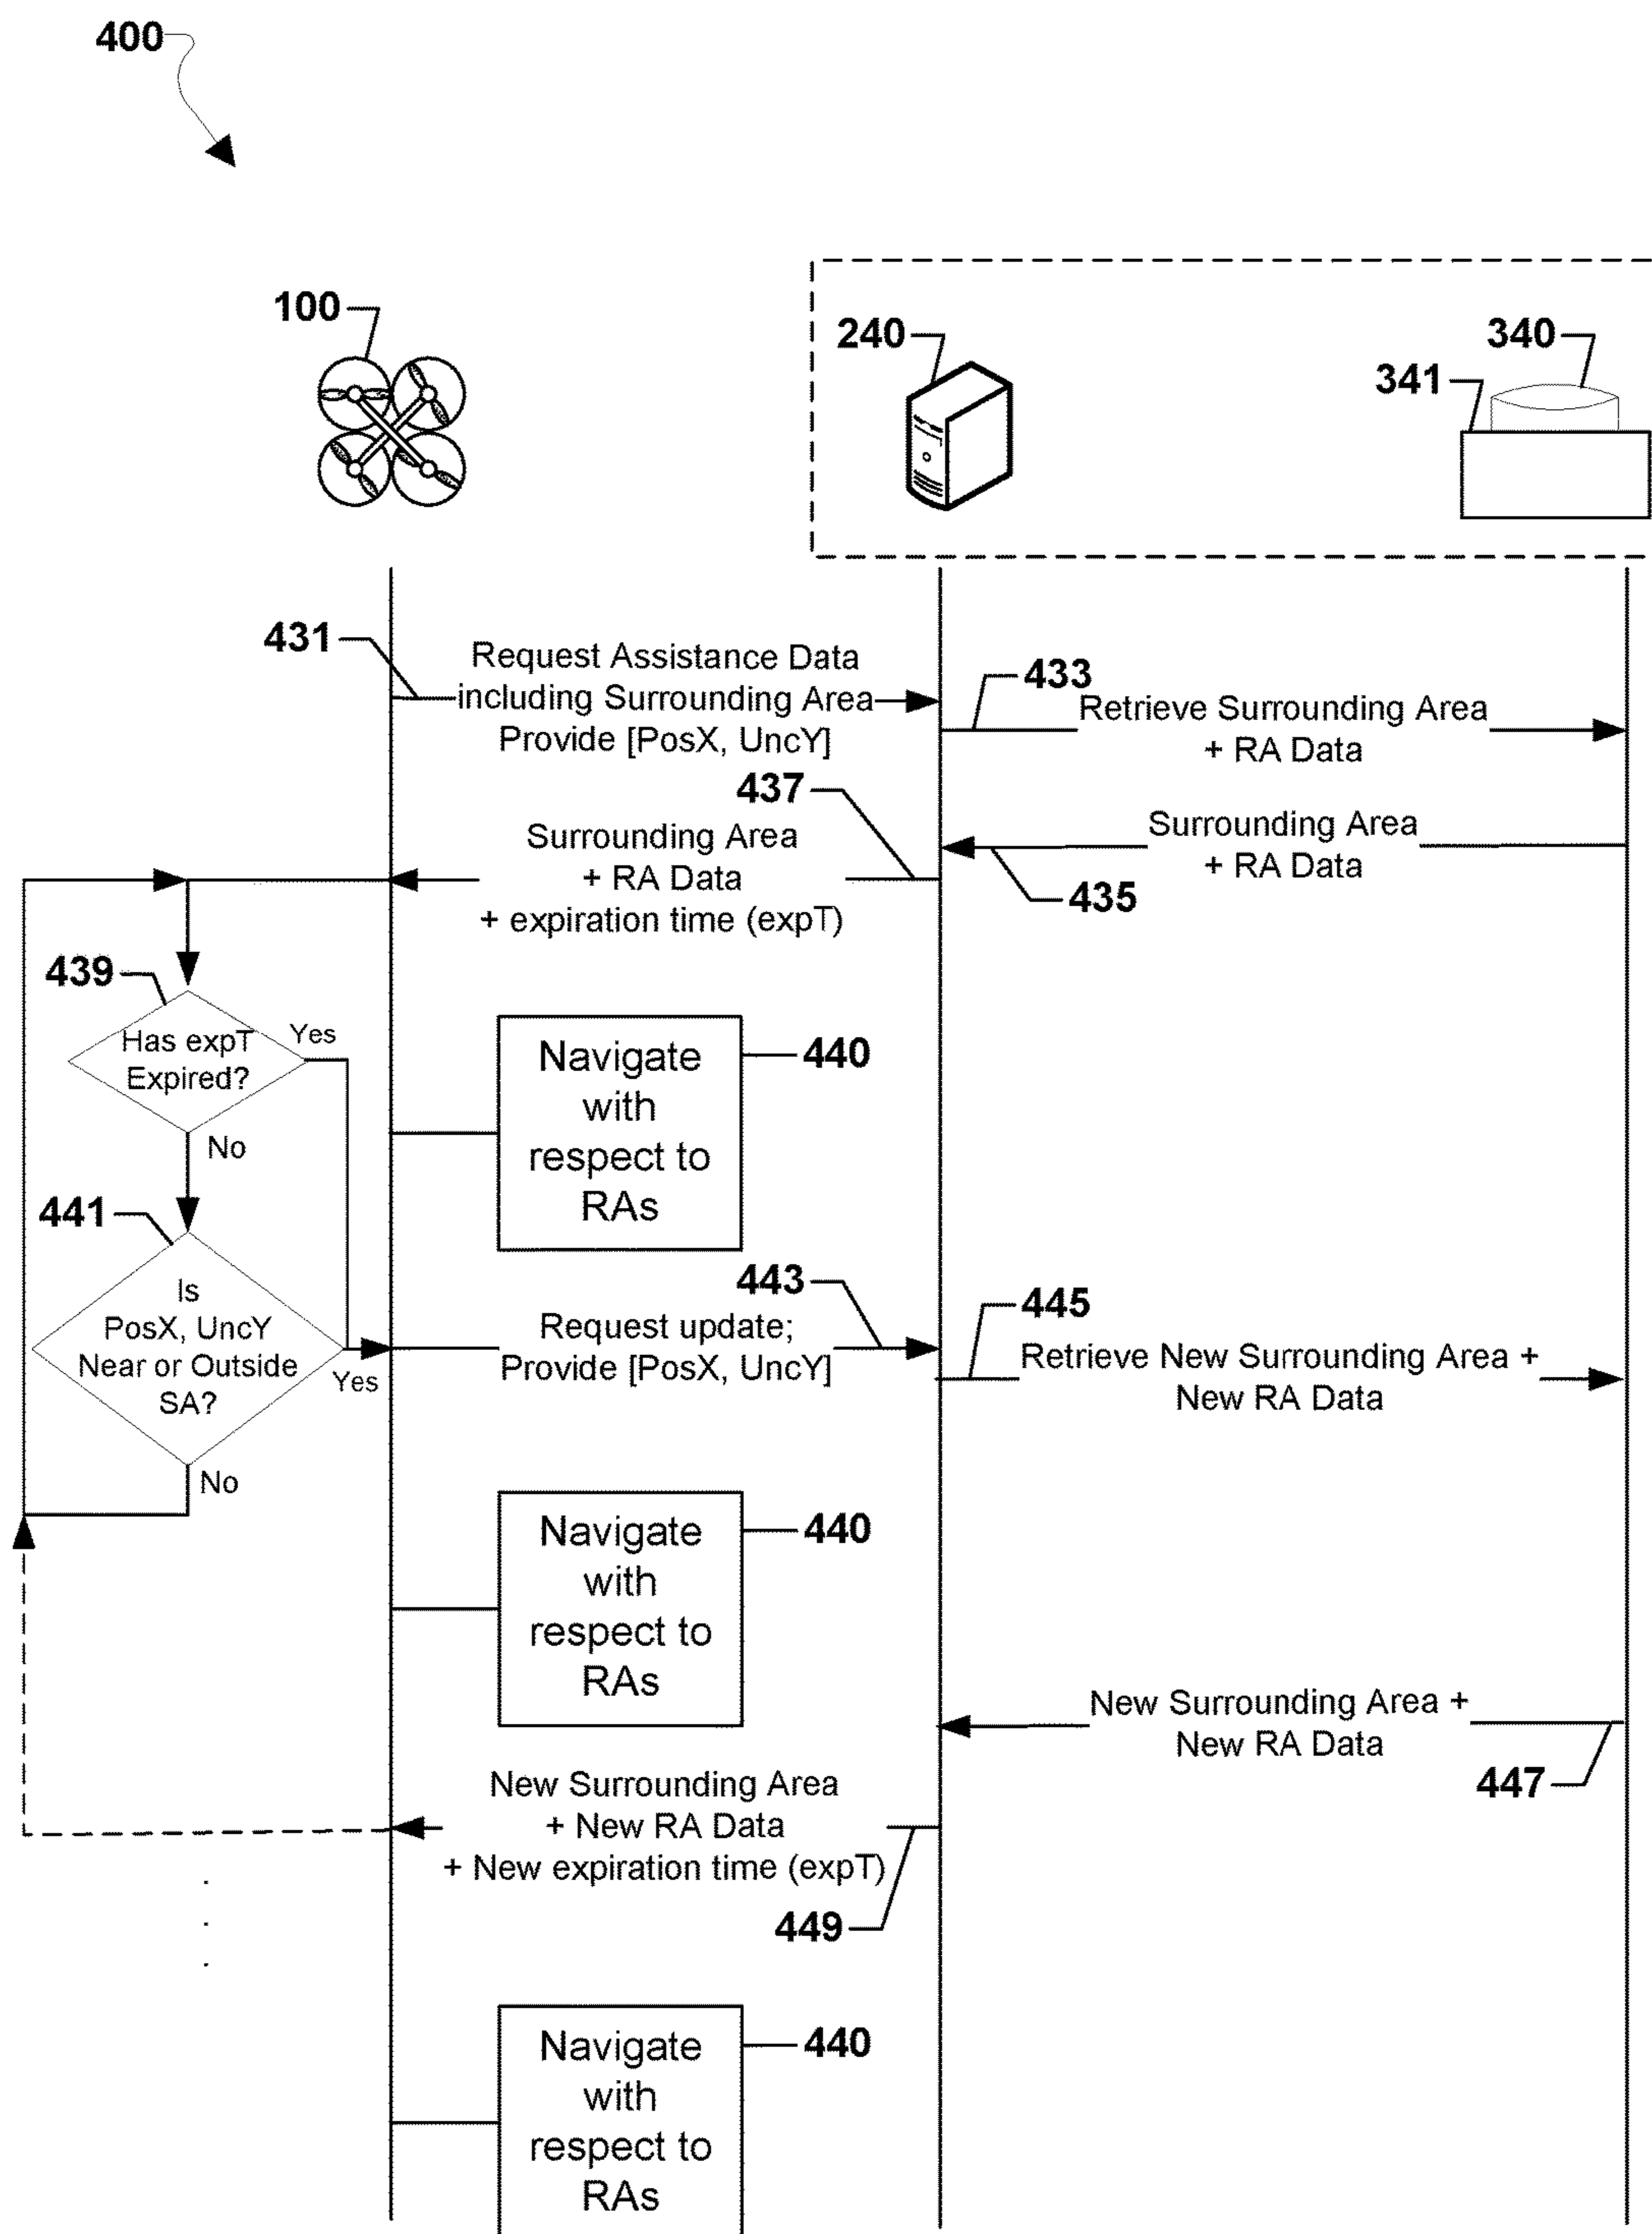 400
100
240
340
341
431
Request Assistance Data
including Surrounding Area
Provide [PosX, UncY]
433
Retrieve Surrounding Area
+ RA Data
437
Surrounding Area
+ RA Data
435
Surrounding Area
+ RA Data
+ expiration time (expT)
439
Has expT
Expired?
Yes
No
Navigate
with
respect to
RAs
440
441
Is
PosX, UncY
Near or Outside
SA?
Yes
No
443
Request update;
Provide [PosX, UncY]
445
Retrieve New Surrounding Area +
New RA Data
Navigate
with
respect to
RAs
440
New Surrounding Area +
New RA Data
447
New Surrounding Area
+ New RA Data
+ New expiration time (expT)
449
.
.
.
Navigate
with
respect to
RAs
440